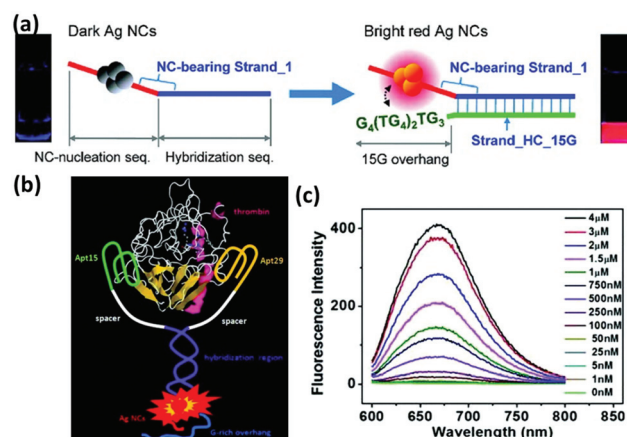 (a)
Dark Ag NCs
NC-bearing Strand_1
NC-nucleation seq.
Hybridization seq.
Bright red Ag NCs
NC-bearing Strand_1
G₄(TG₄)₂TG₃
Strand_HC_15G
15G overhang
(b)
thrombin
Apt15
Apt29
spacer
spacer
hybridization region
Ag NCs
G-rich overhang
(c)
Fluorescence Intensity
400
200
0
600
650
700
750
800
850
Wavelength (nm)
4μM
3μM
2μM
1.5μM
1μM
750nM
500nM
250nM
100nM
50nM
25nM
5nM
1nM
0nM